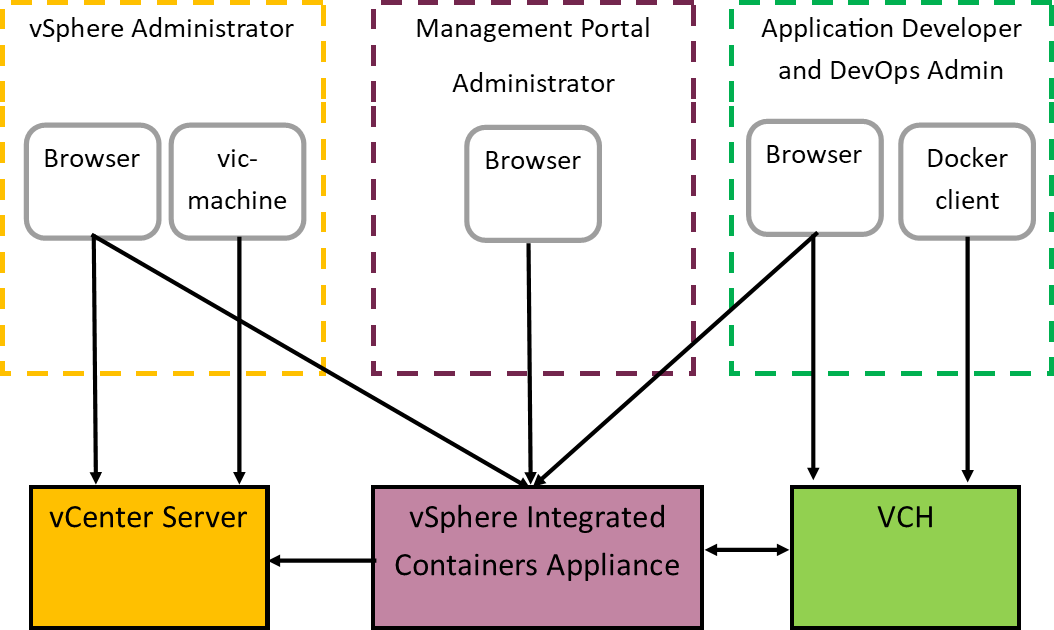 vSphere Administrator
Management Portal
Administrator
Application Developer
and DevOps Admin
Browser
vic-
machine
Browser
Browser
Docker
client
vCenter Server
vSphere Integrated
Containers Appliance
VCH